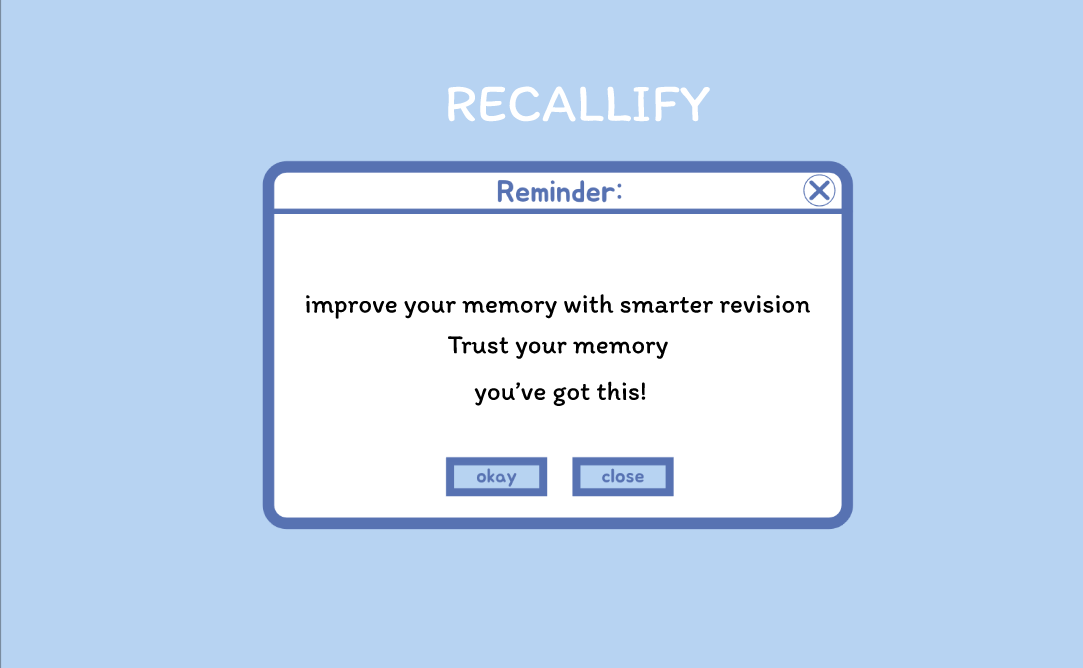 RECALLIFY
Reminder:
improve your memory with smarter revision
Trust your memory
you've got this!
okay
close